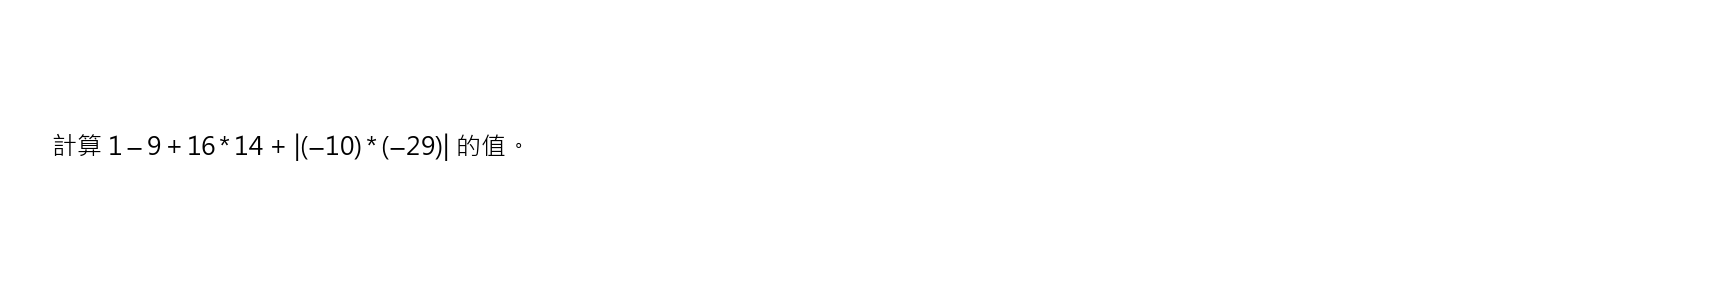 計算 1 – 9 + 16 * 14 + |(–10) * (–29)| 的值。